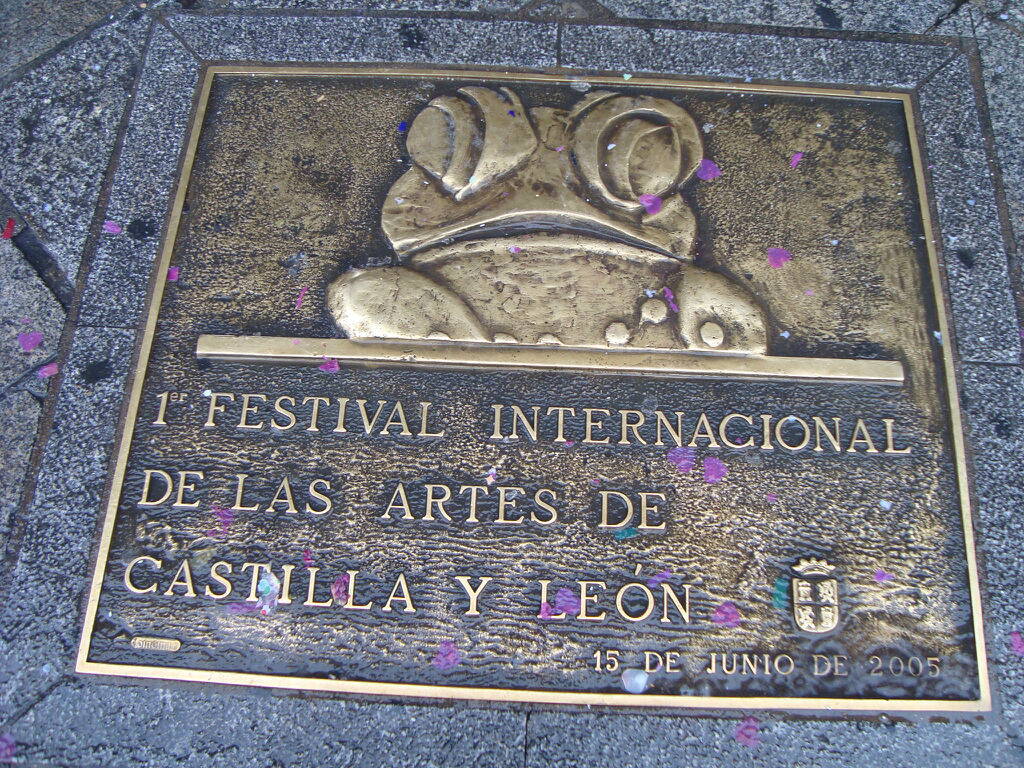 1er FESTIVAL INTERNACIONAL
DE LAS ARTES DE
CASTILLA Y LEÓN
15 DE JUNIO DE 2005